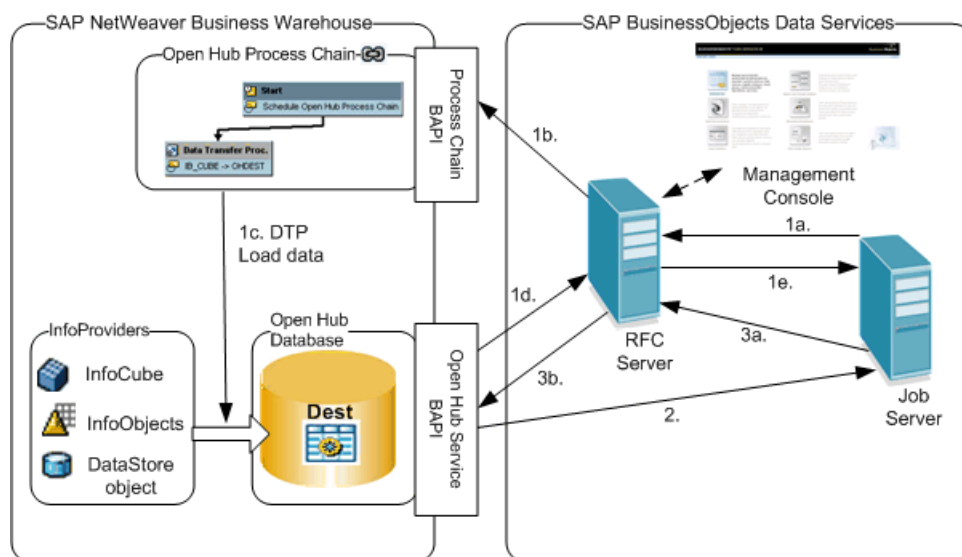 SAP NetWeaver Business Warehouse
SAP BusinessObjects Data Services
Open Hub Process Chain
Start
Schedule Open Hub Process Chain
Data Transfer Proc.
IB_CUBE -> OHDEST
Process Chain
BAPI
1b.
Management
Console
1a.
1c. DTP
Load data
1d.
1e.
InfoProviders
InfoCube
InfoObjects
DataStore
object
Open Hub
Database
Dest
Open Hub Service
BAPI
RFC
Server
3a.
3b.
2.
Job
Server